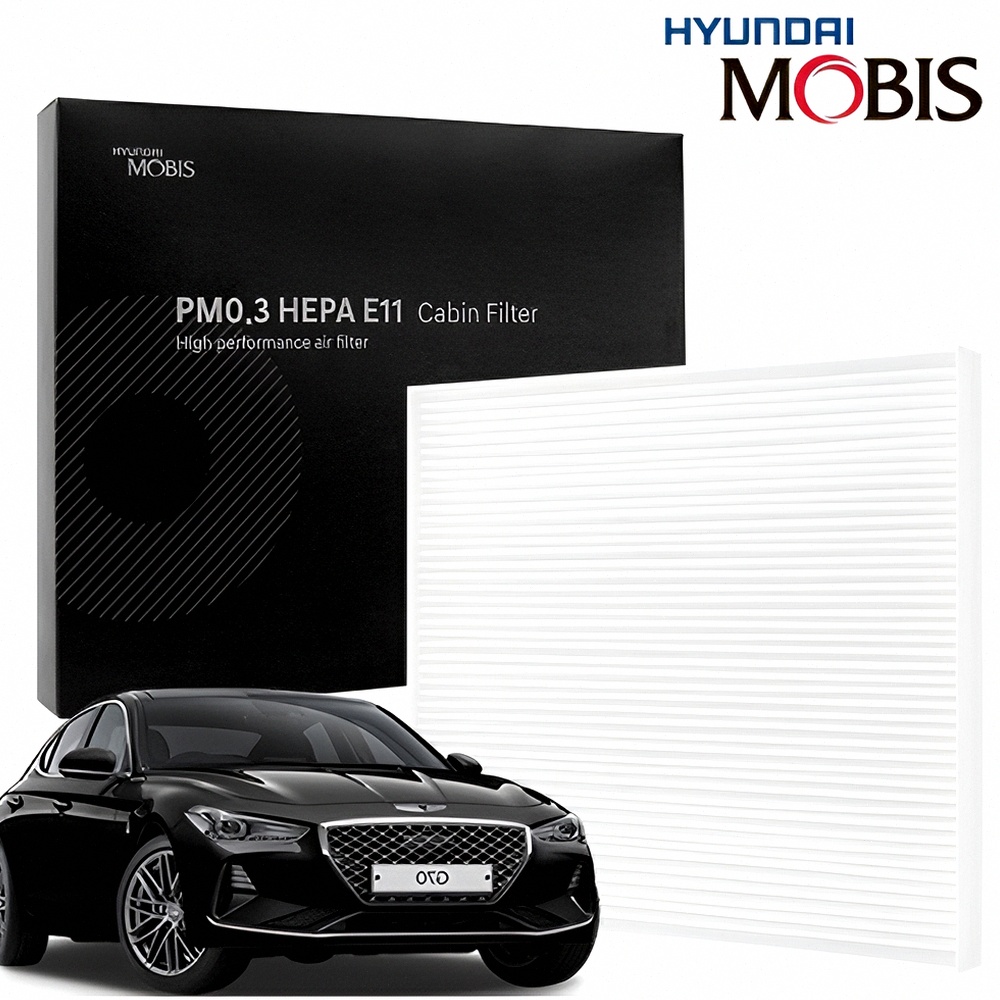 HYUNDAI
MOBIS
HYUNDAI
MOBIS
PM0.3 HEPA E11 Cabin Filter
High performance air filter
G70